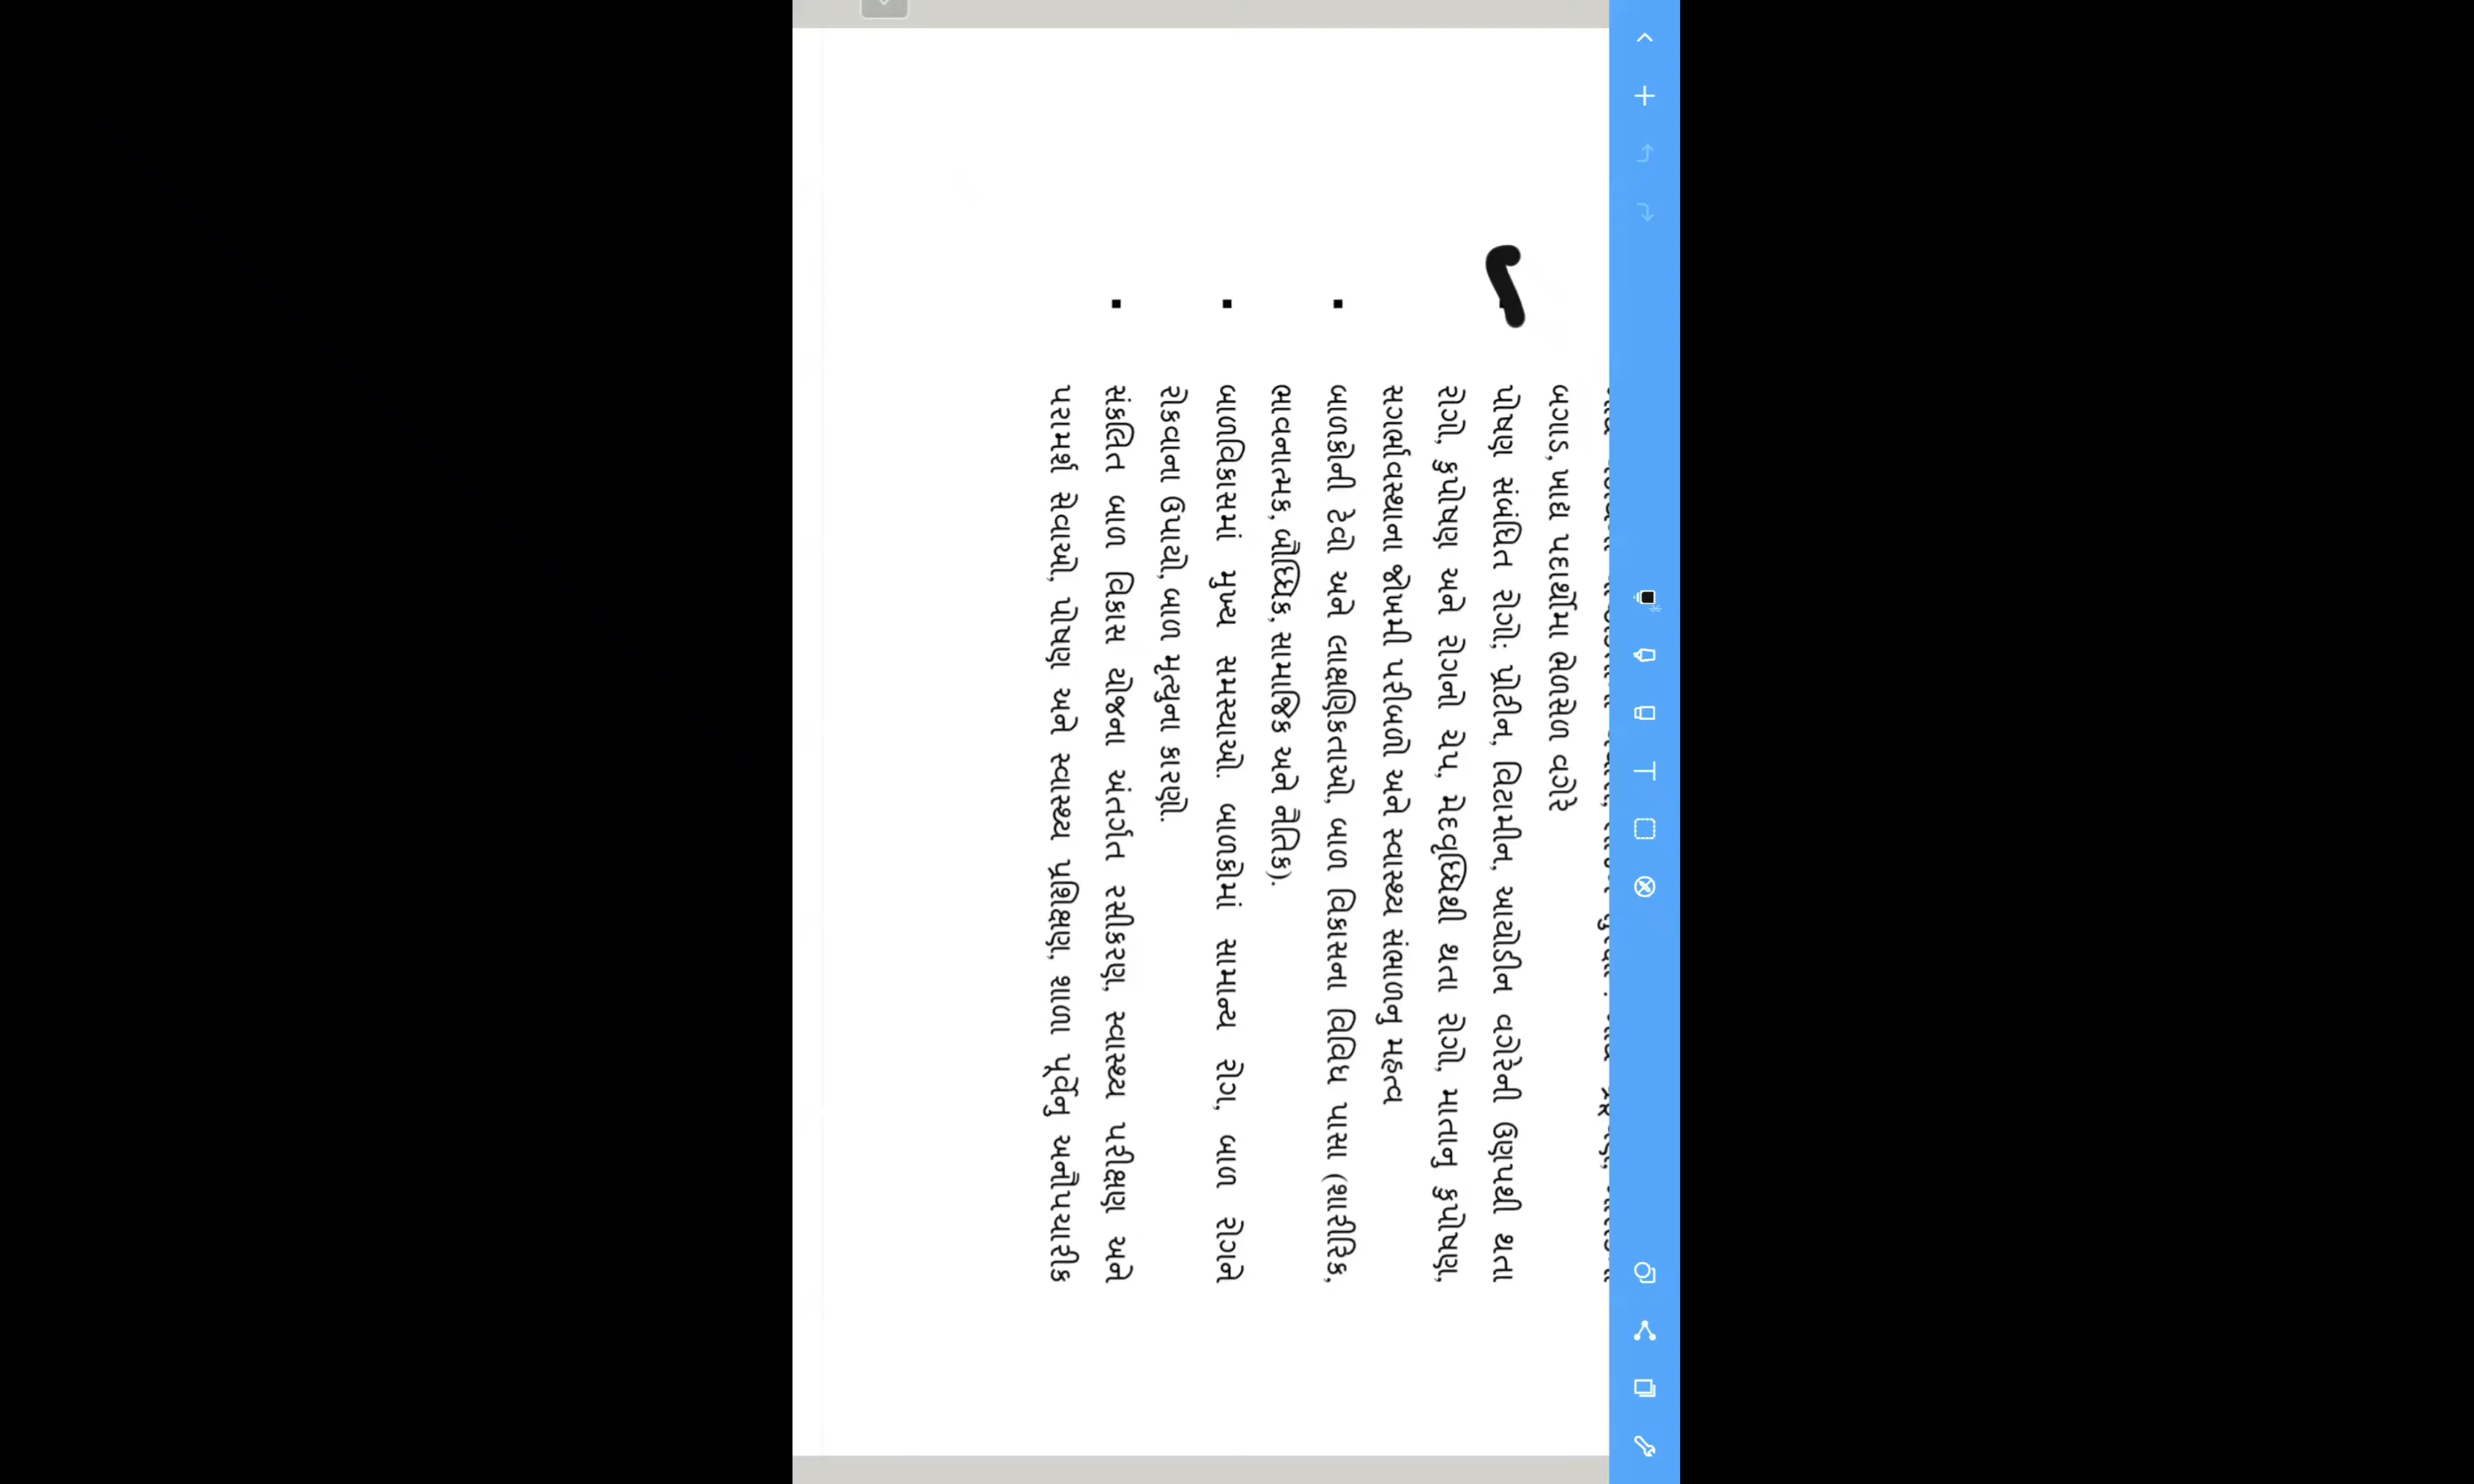 બગાડ, ખાદ્ય પદાર્થોમા ભેળસેળ વગેરે
પોષણ સંબંધિત રોગો; પ્રોટીન, વિટામીન, આયોડીન વગેરેની ઉણપથી થતા
રોગો, કુપોષણ અને રોગનો ચેપ, મેદવૃધ્ધિથી થતા રોગો, માતાનુ કુપોષણ,
સગર્ભાવસ્થાના જોખમી પરીબળો અને સ્વાસ્થ્ય સંભાળનુ મહત્વ
બાળકોની ટેવો અને લાક્ષણિકતાઓ, બાળ વિકાસના વિવિધ પાસા (શારીરિક,
ભાવનાત્મક, બૌધ્ધિક, સામાજિક અને નૈતિક).
બાળવિકાસમાં મુખ્ય સમસ્યાઓ. બાળકોમાં સામાન્ય રોગ, બાળ રોગને
રોકવાના ઉપાયો, બાળ મૃત્યુના કારણો.
સંકલિત બાળ વિકાસ યોજના અંતર્ગત રસીકરણ, સ્વાસ્થ્ય પરીક્ષણ અને
પરામર્શ સેવાઓ, પોષણ અને સ્વાસ્થ્ય પ્રશિક્ષણ, શાળા પૂર્વેનુ અનૌપચારીક